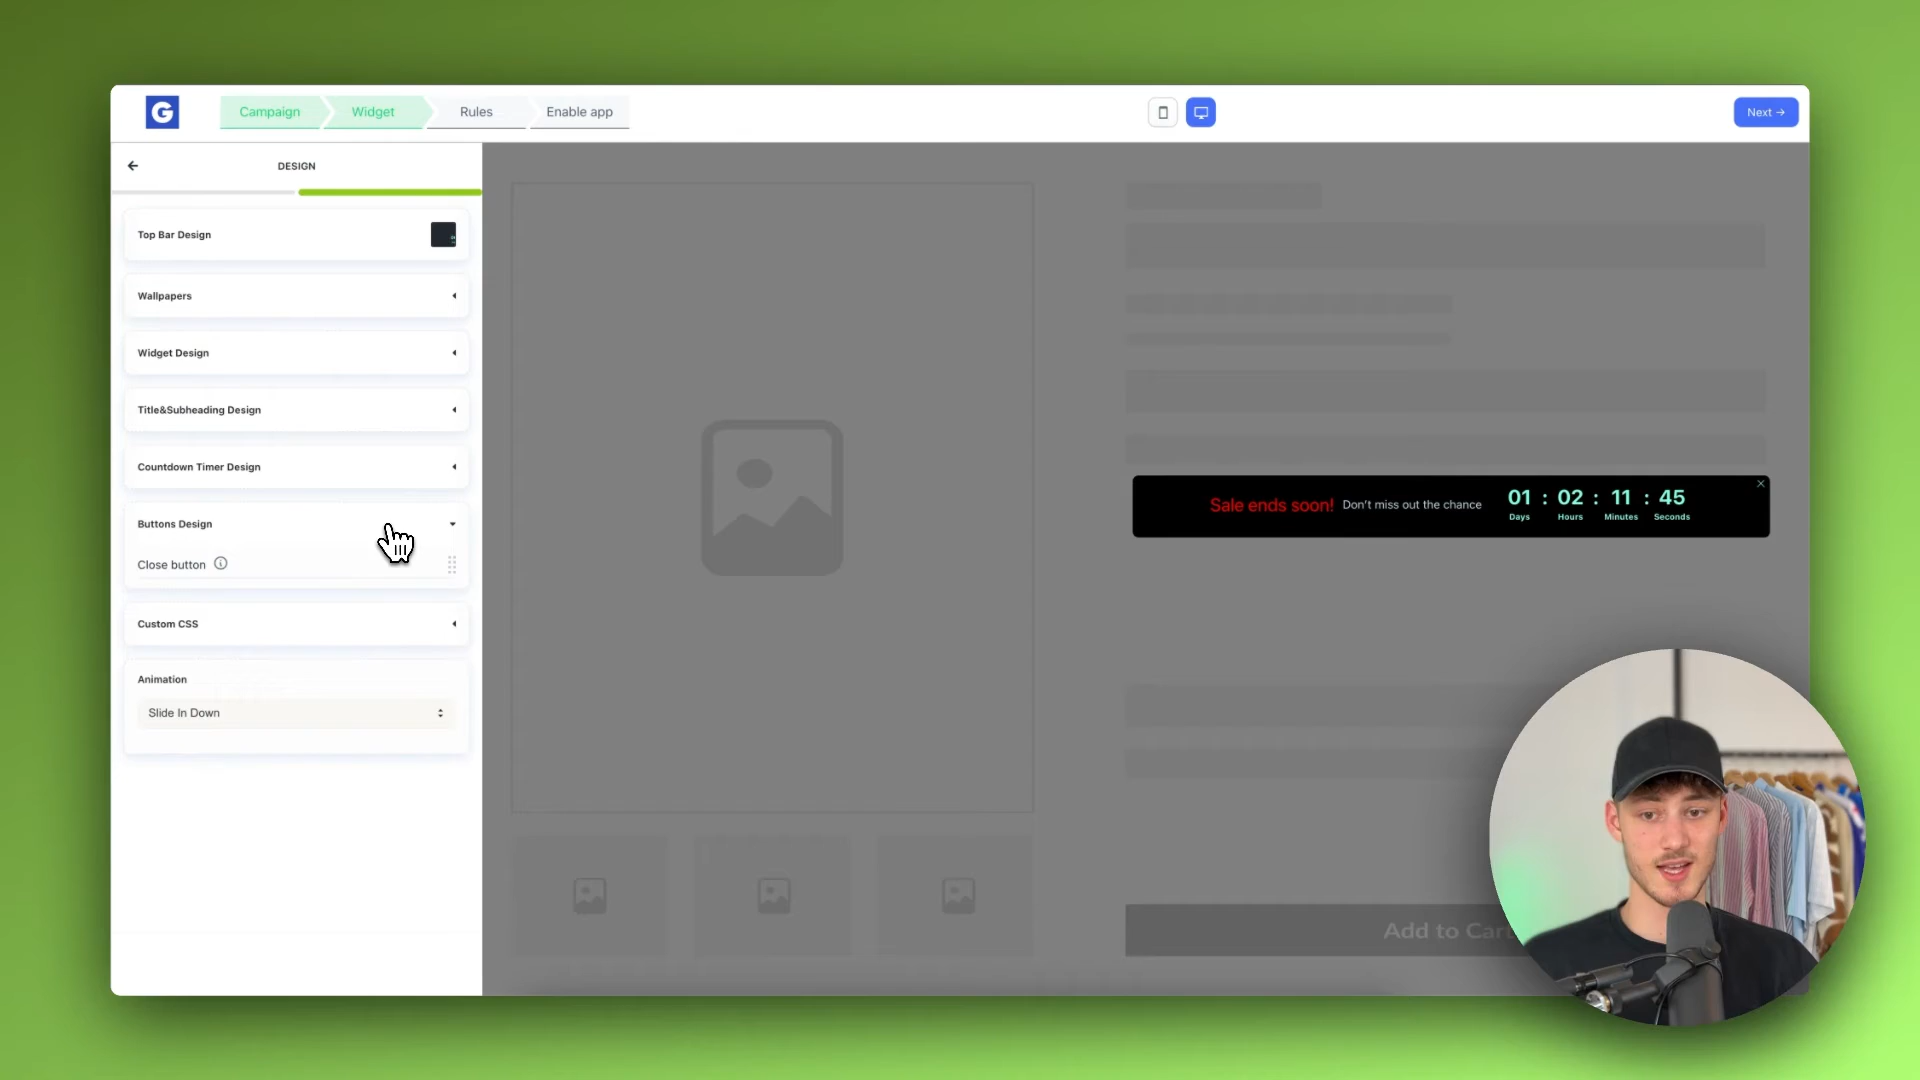 G
Campaign
Widget
Rules
Enable app
Next →
DESIGN
Top Bar Design
Wallpapers
Widget Design
Title&Subheading Design
Countdown Timer Design
Buttons Design
Close button
Custom CSS
Animation
Slide In Down
Sale ends soon! Don't miss out the chance
01 : 02 : 11 : 45
Days Hours Minutes Seconds
Add to Cart